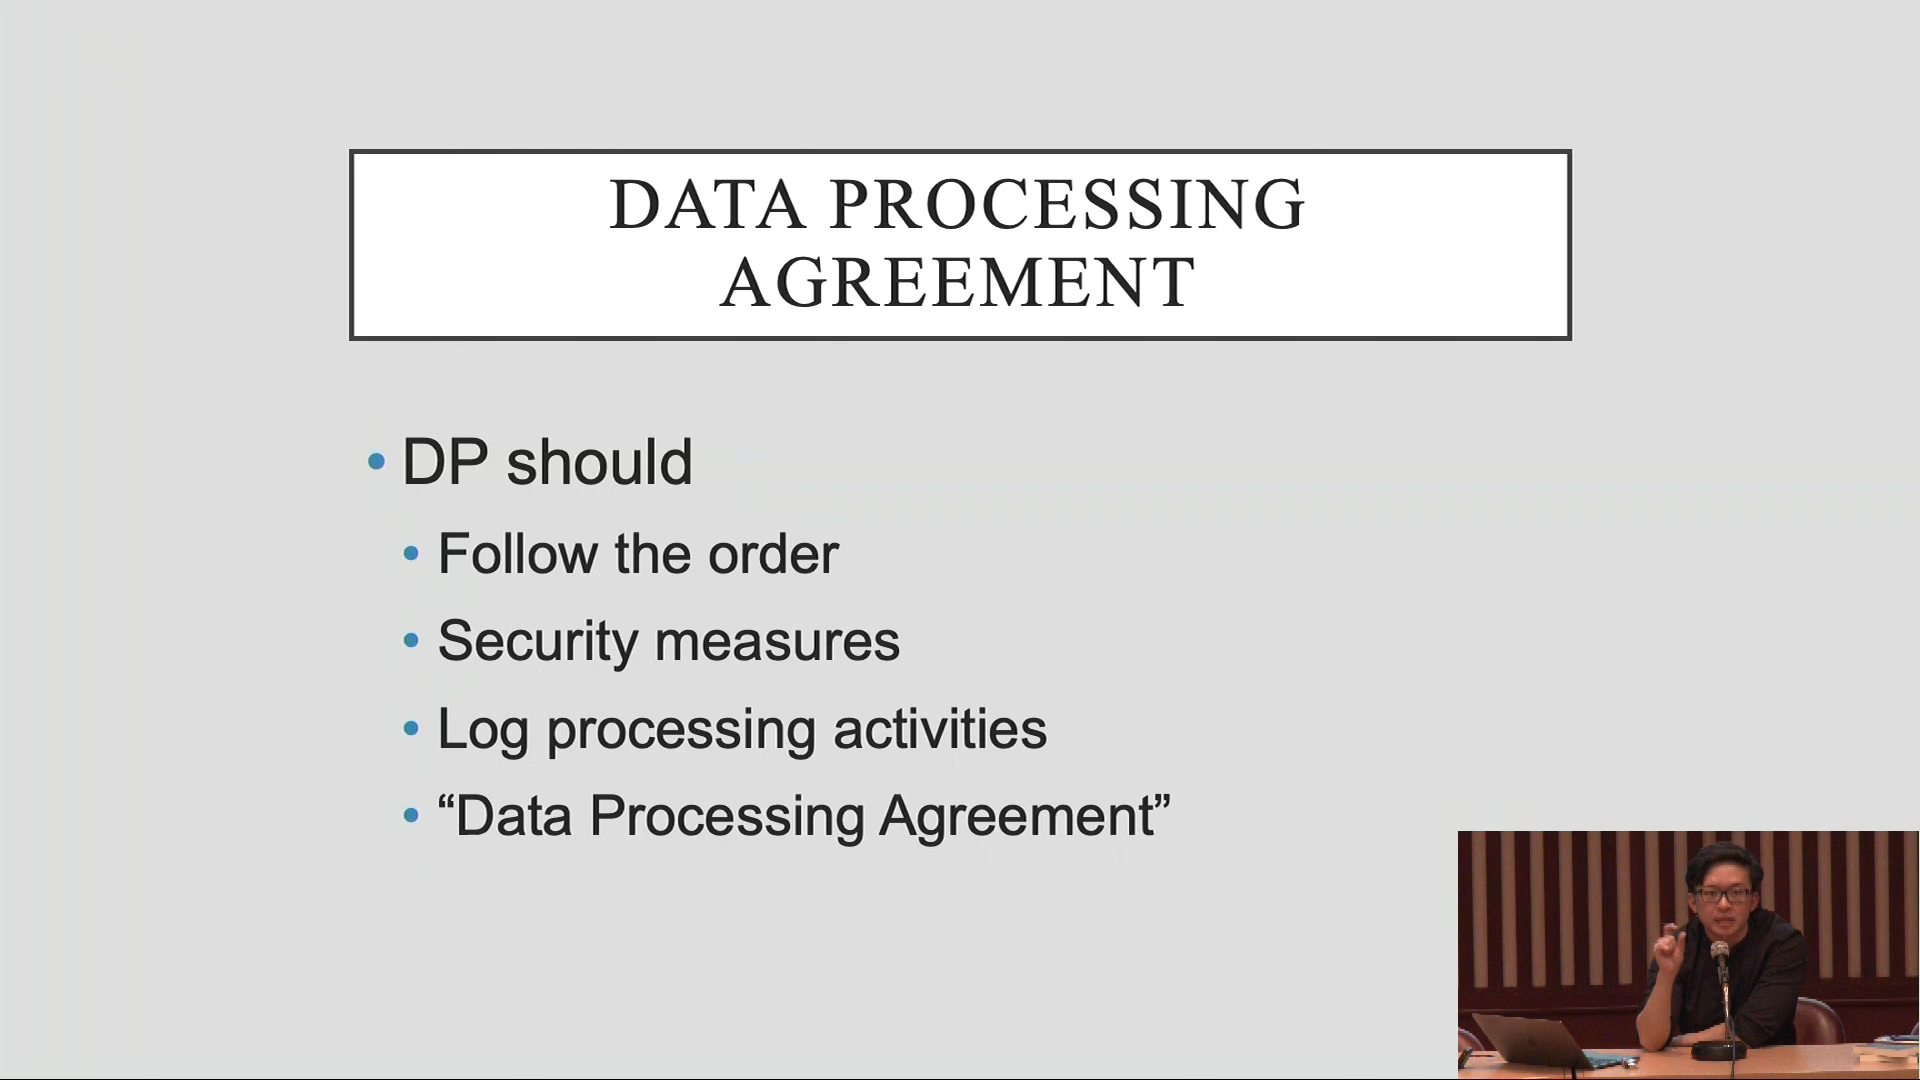 DATA PROCESSING
AGREEMENT
• DP should
• Follow the order
• Security measures
• Log processing activities
• “Data Processing Agreement”